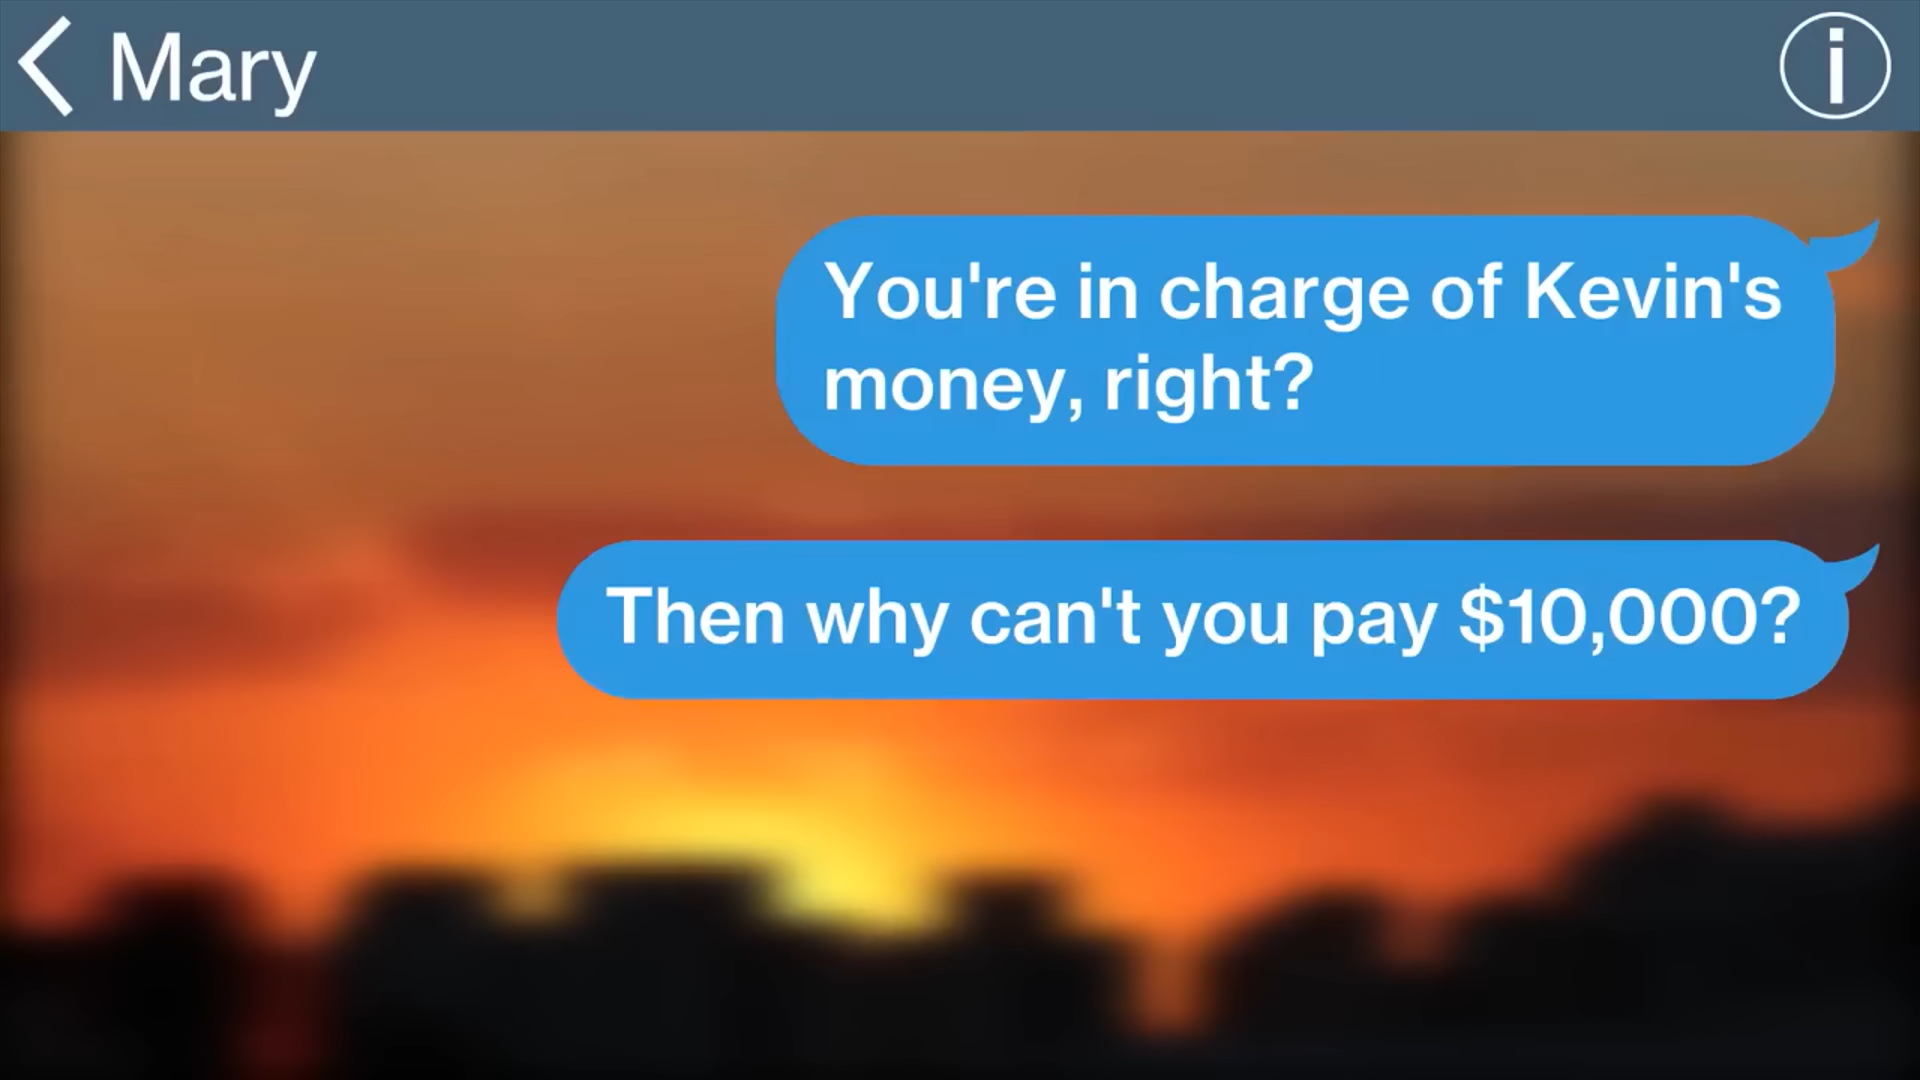 Mary
You're in charge of Kevin's
money, right?
Then why can't you pay $10,000?